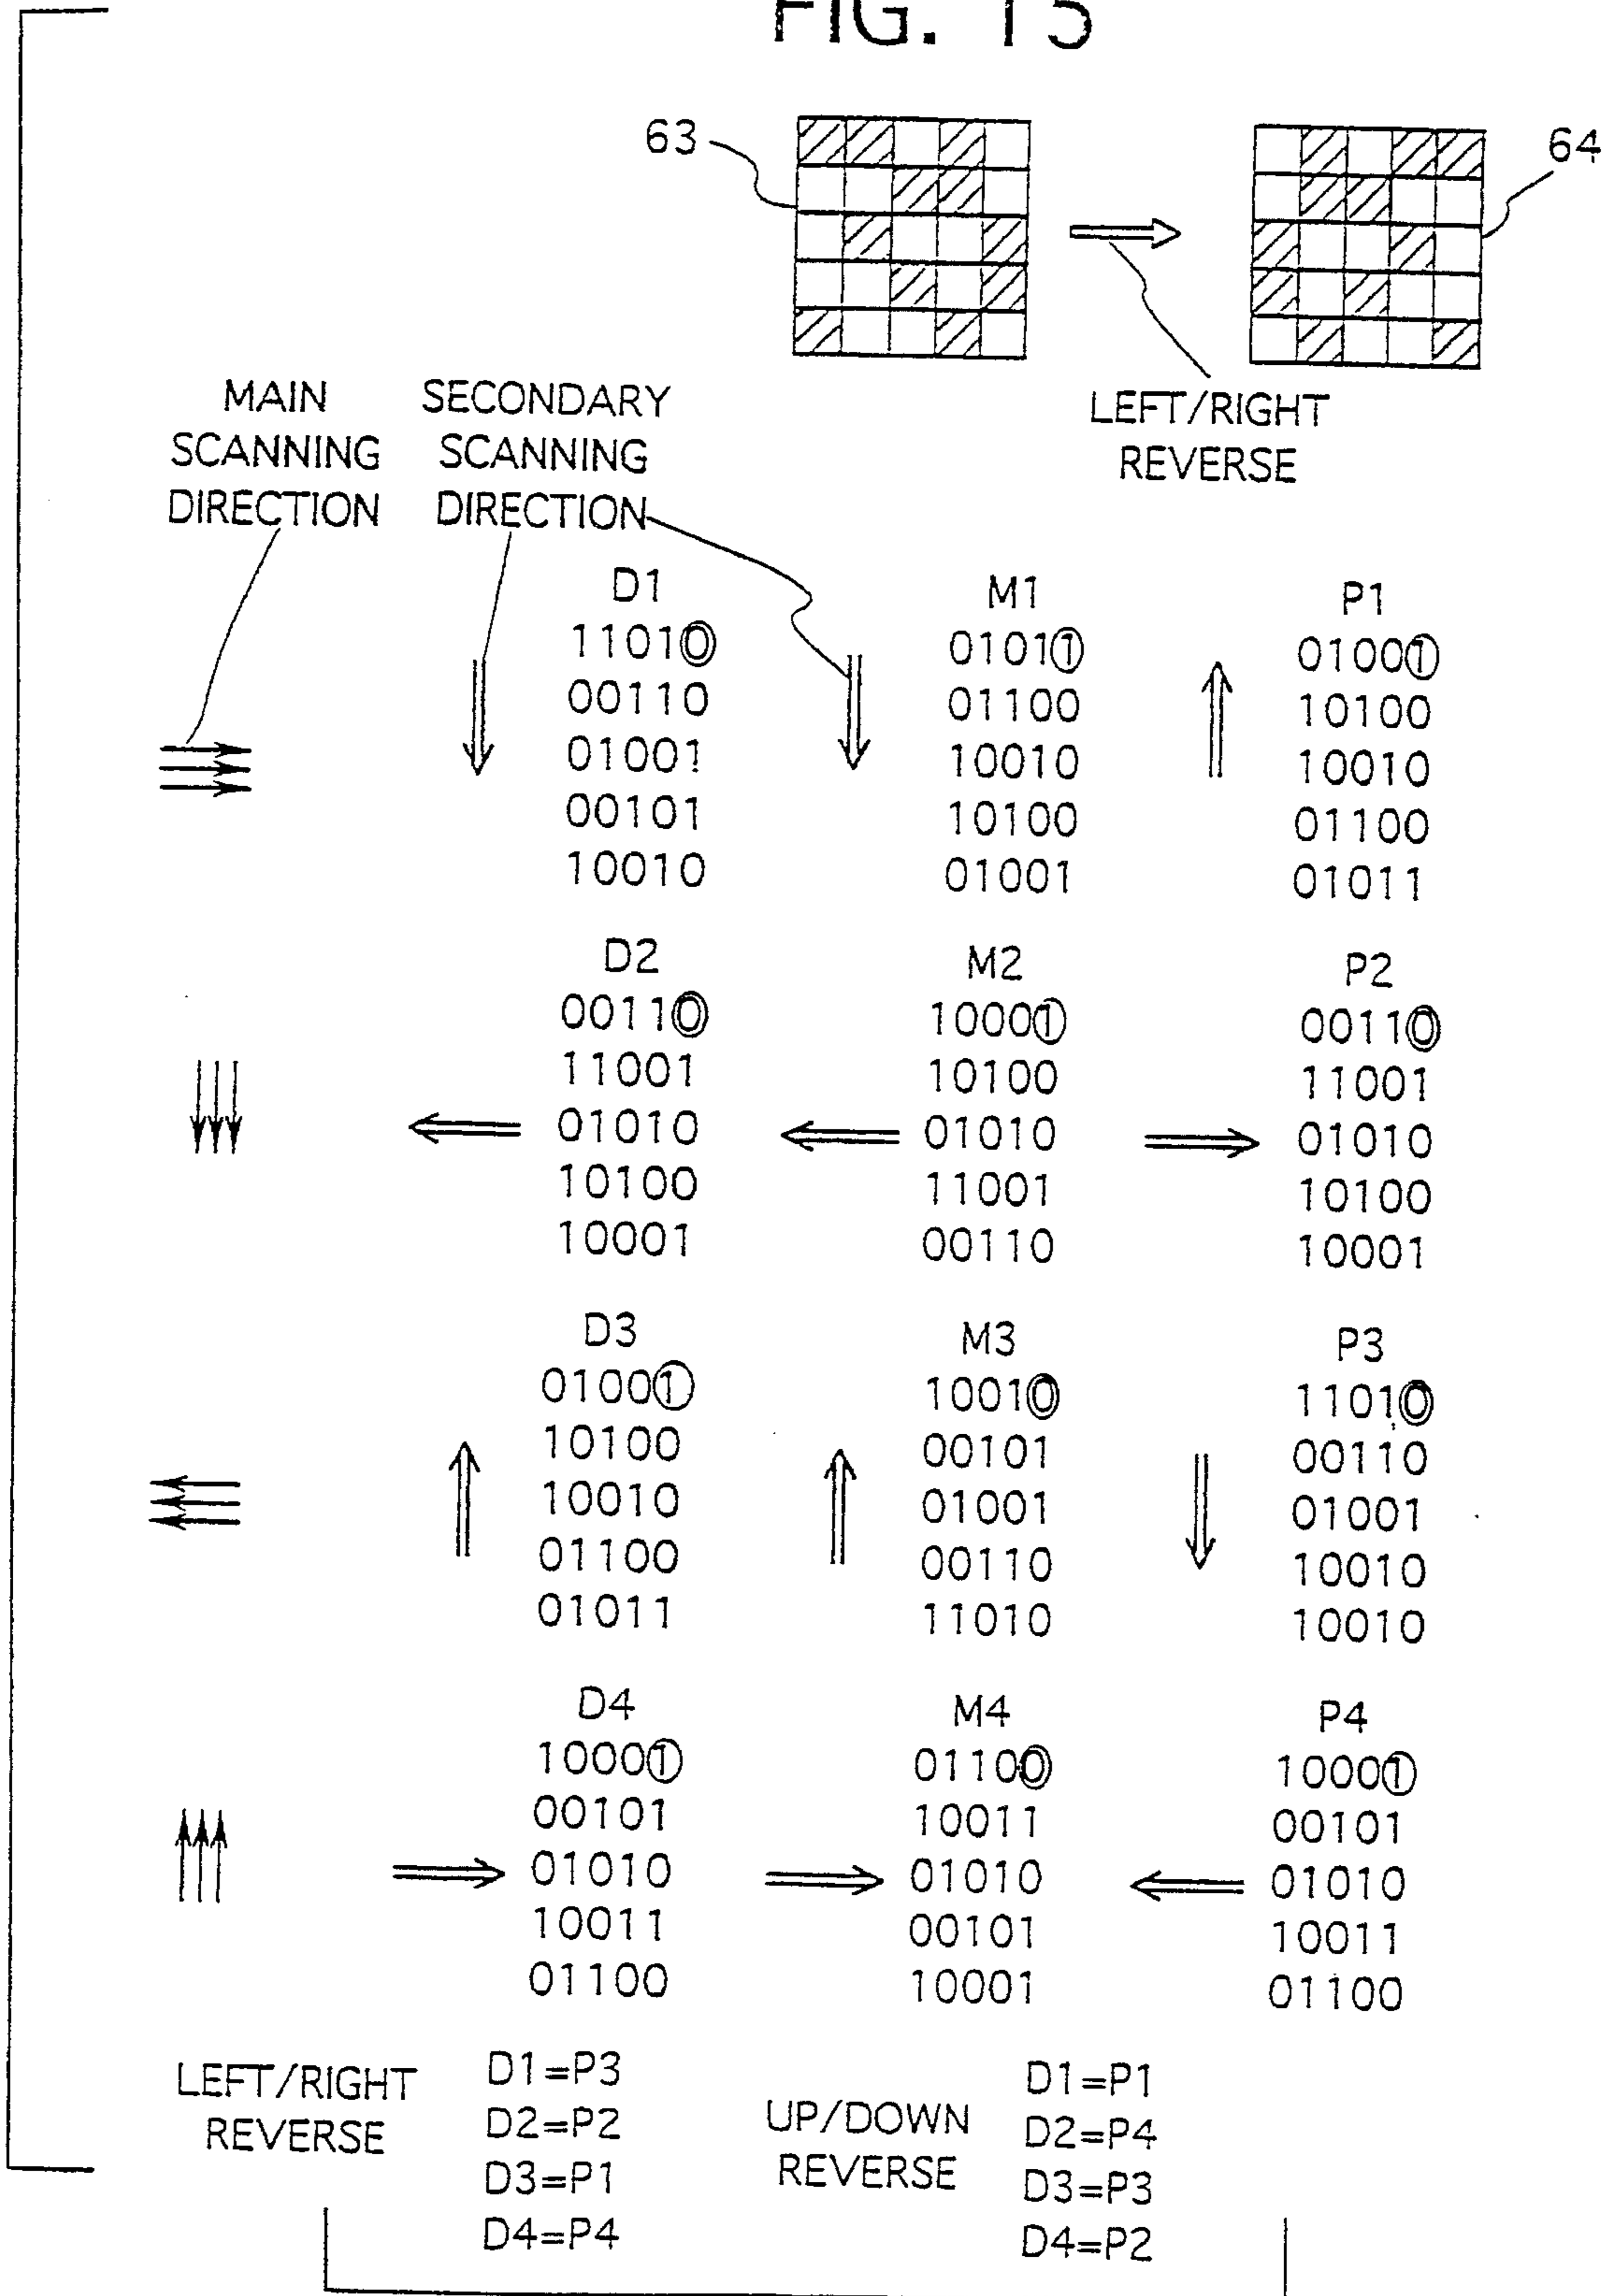 FIG. 15
63
64
LEFT/RIGHT
REVERSE
MAIN
SCANNING
DIRECTION
SECONDARY
SCANNING
DIRECTION
D1
11010
00110
01001
00101
10010
M1
01011
01100
10010
10100
01001
P1
01001
10100
10010
01100
01011
D2
00110
11001
01010
10100
10001
M2
10001
10100
01010
11001
00110
P2
00110
11001
01010
10100
10001
D3
01001
10100
10010
01100
01011
M3
10010
00101
01001
00110
11010
P3
11010
00110
01001
10010
10010
D4
10001
00101
01010
10011
01100
M4
01100
10011
01010
00101
10001
P4
10001
00101
01010
10011
01100
LEFT/RIGHT
REVERSE
D1=P3
D2=P2
D3=P1
D4=P4
UP/DOWN
REVERSE
D1=P1
D2=P4
D3=P3
D4=P2